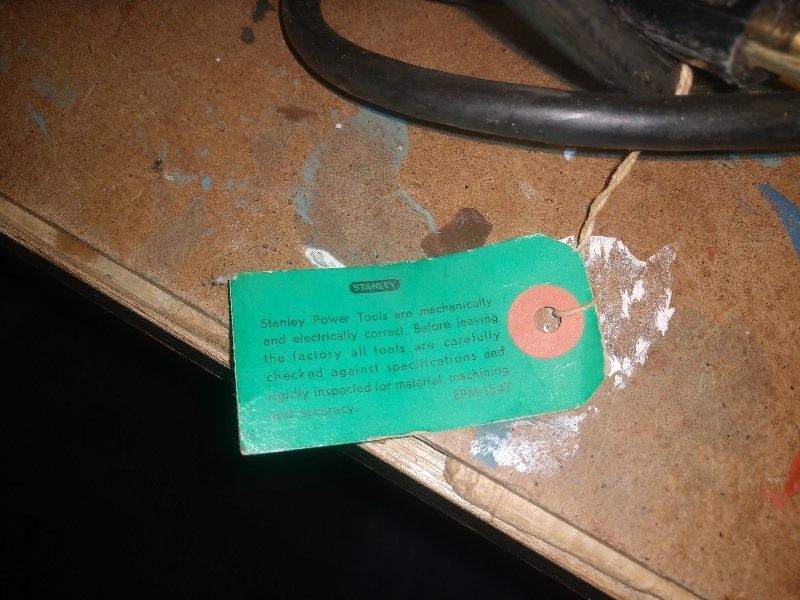 STANLEY
Stanley Power Tools are mechanically
and electrically correct. Before leaving
the factory all tools are carefully
checked against specifications and
rigidly inspected for material, machining
and accuracy. EPM-1547